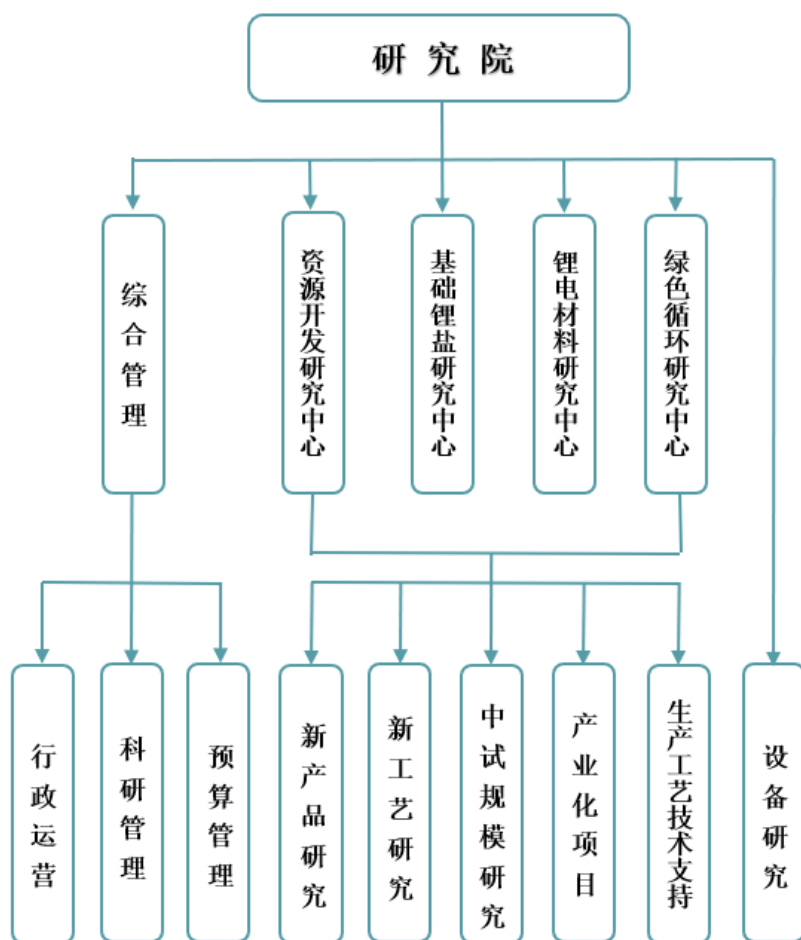 研究院
综合管理
资源开发研究中心
基础锂盐研究中心
锂电材料研究中心
绿色循环研究中心
行政运营
科研管理
预算管理
新产品研究
新工艺研究
中试规模研究
产业化项目
生产工艺技术支持
设备研究